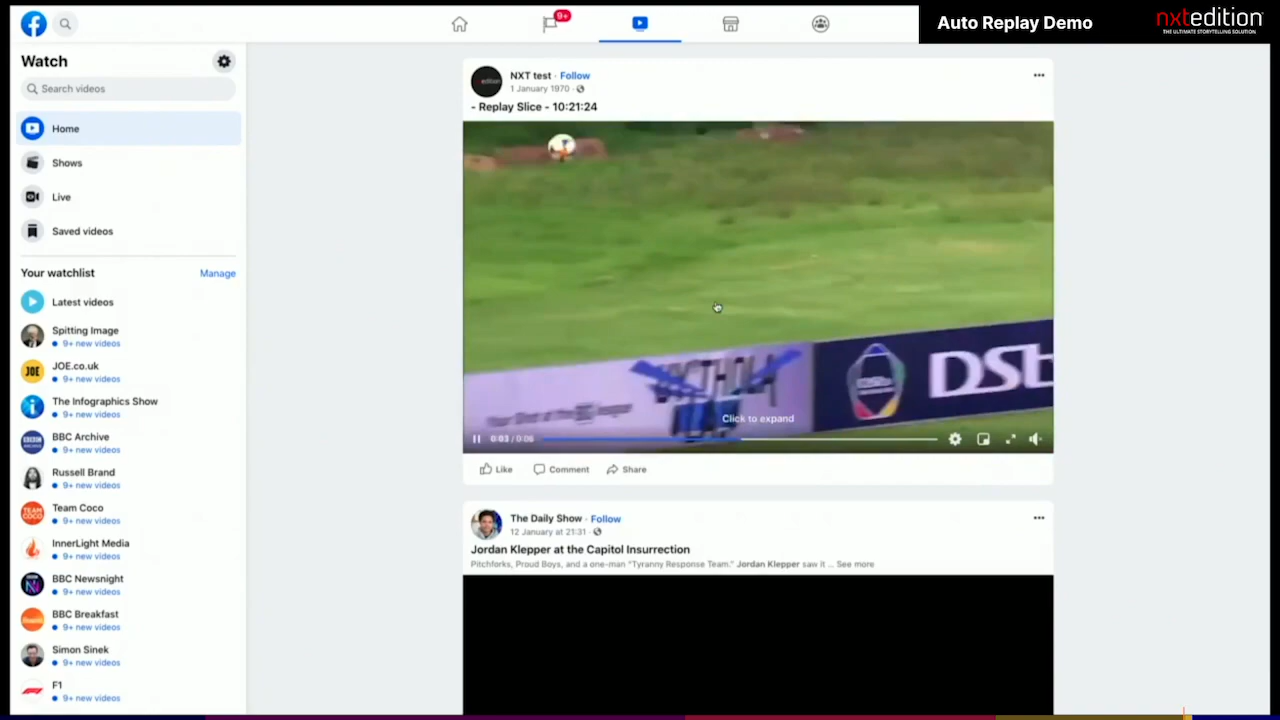 9+
Auto Replay Demo
nxtedition
THE ULTIMATE STORYTELLING SOLUTION
Watch
Search videos
Home
Shows
Live
Saved videos
Your watchlist
Manage
Latest videos
Spitting Image
9+ new videos
JOE
JOE.co.uk
9+ new videos
The Infographics Show
9+ new videos
BBC Archive
9+ new videos
Russell Brand
9+ new videos
TEAM COCO
Team Coco
9+ new videos
InnerLight Media
9+ new videos
BBC Newsnight
9+ new videos
BBC Breakfast
9+ new videos
Simon Sinek
9+ new videos
F1
9+ new videos
NXT test · Follow
1 January 1970 ·
- Replay Slice - 10:21:24
DSt
Click to expand
0:03 / 0:06
Like
Comment
Share
The Daily Show · Follow
12 January at 21:31 ·
Jordan Klepper at the Capitol Insurrection
Pitchforks, Proud Boys, and a one-man "Tyranny Response Team." Jordan Klepper saw it ... See more